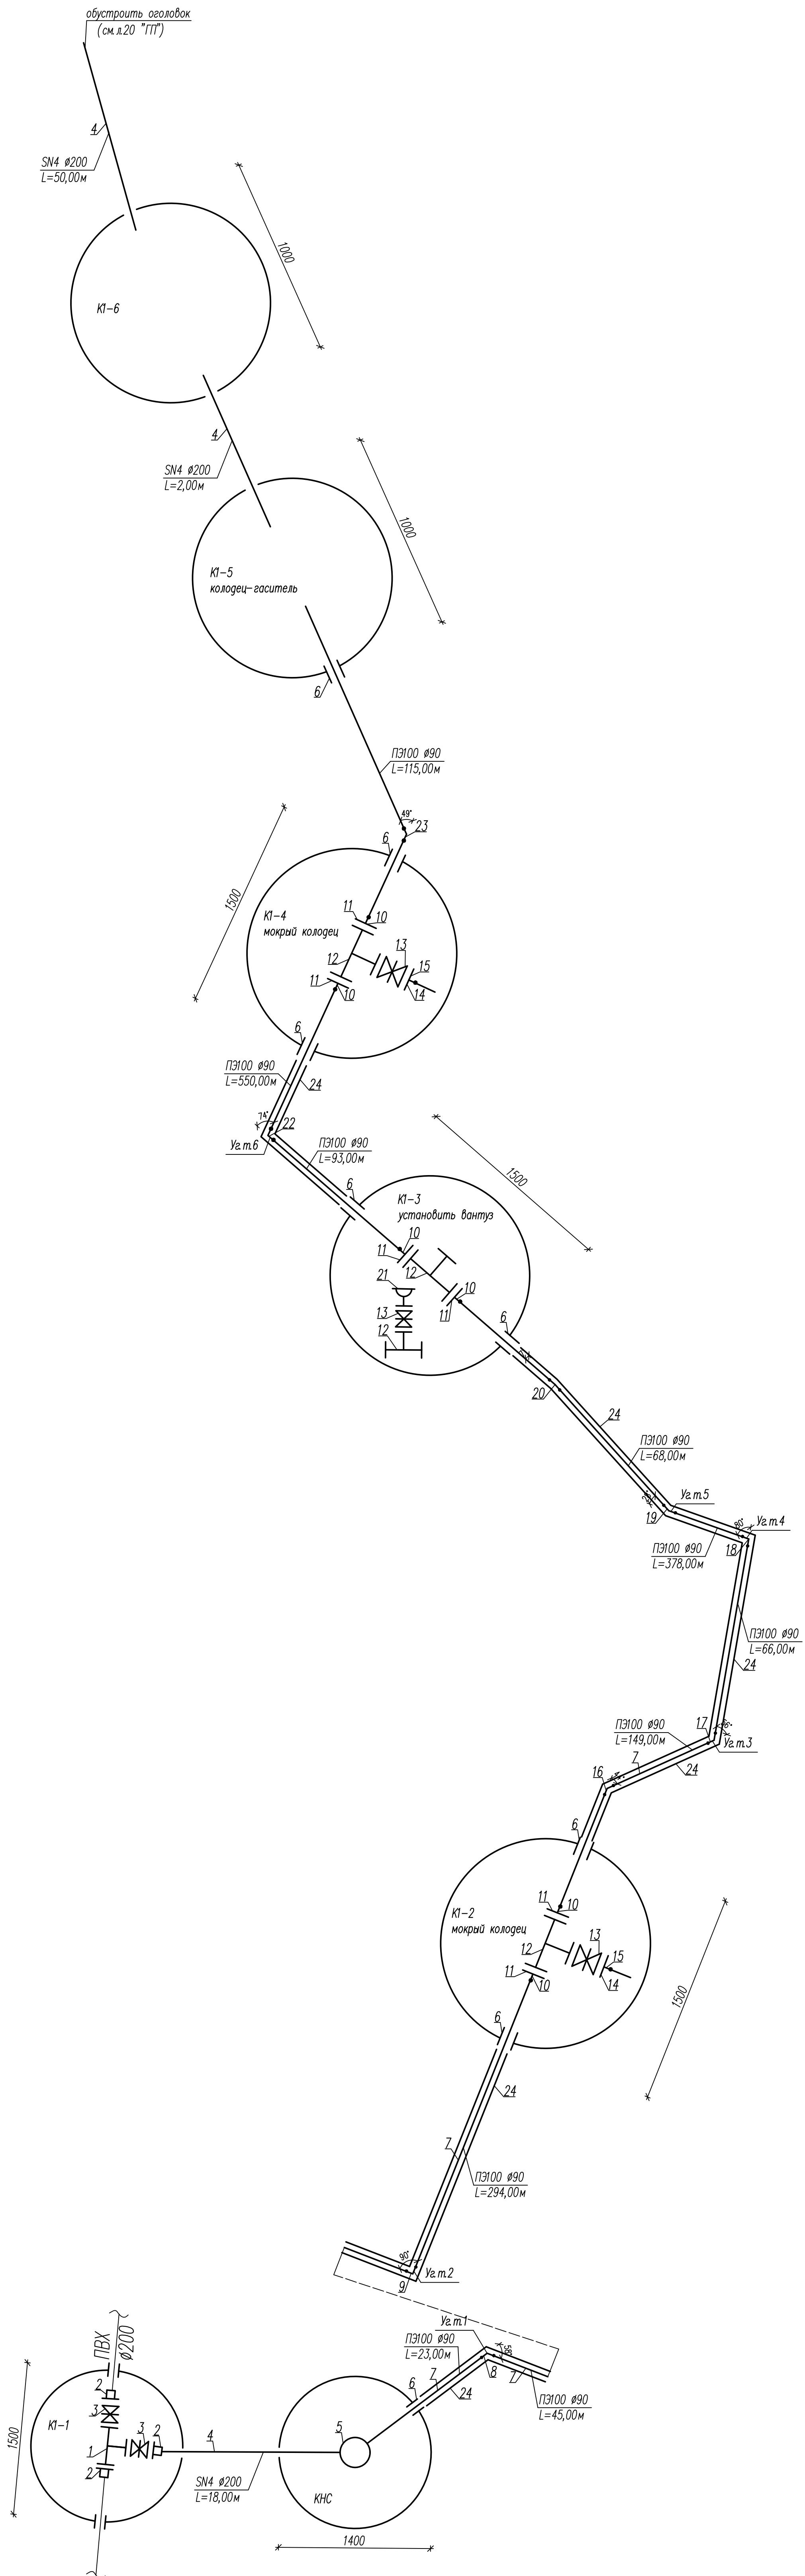 обустроить оголовок
(см.л.20 "ГП")
4
SN4 ø200
L=50,00м
1000
К1-6
4
SN4 ø200
L=2,00м
1000
К1-5
колодец-гаситель
6
ПЭ100 ø90
L=115,00м
49°
23
6
1500
11
10
К1-4
мокрый колодец
13
12
15
11
10
14
6
ПЭ100 ø90
L=550,00м
24
74°
22
Уг.т.6
ПЭ100 ø90
L=93,00м
6
1500
К1-3
установить вантуз
10
11
12
21
10
11
13
12
6
20
24
ПЭ100 ø90
L=68,00м
Уг.т.5
19
Уг.т.4
18
ПЭ100 ø90
L=378,00м
ПЭ100 ø90
L=66,00м
24
17
ПЭ100 ø90
L=149,00м
Уг.т.3
7
24
16
6
11
10
К1-2
мокрый колодец
13
12
15
11
10
14
1500
6
24
7
ПЭ100 ø90
L=294,00м
90°
Уг.т.2
9
Уг.т.1
ПВХ
ø200
ПЭ100 ø90
L=23,00м
58°
7
8
7
6
24
ПЭ100 ø90
L=45,00м
2
3
К1-1
3
2
1
2
1500
4
SN4 ø200
L=18,00м
5
КНС
1400